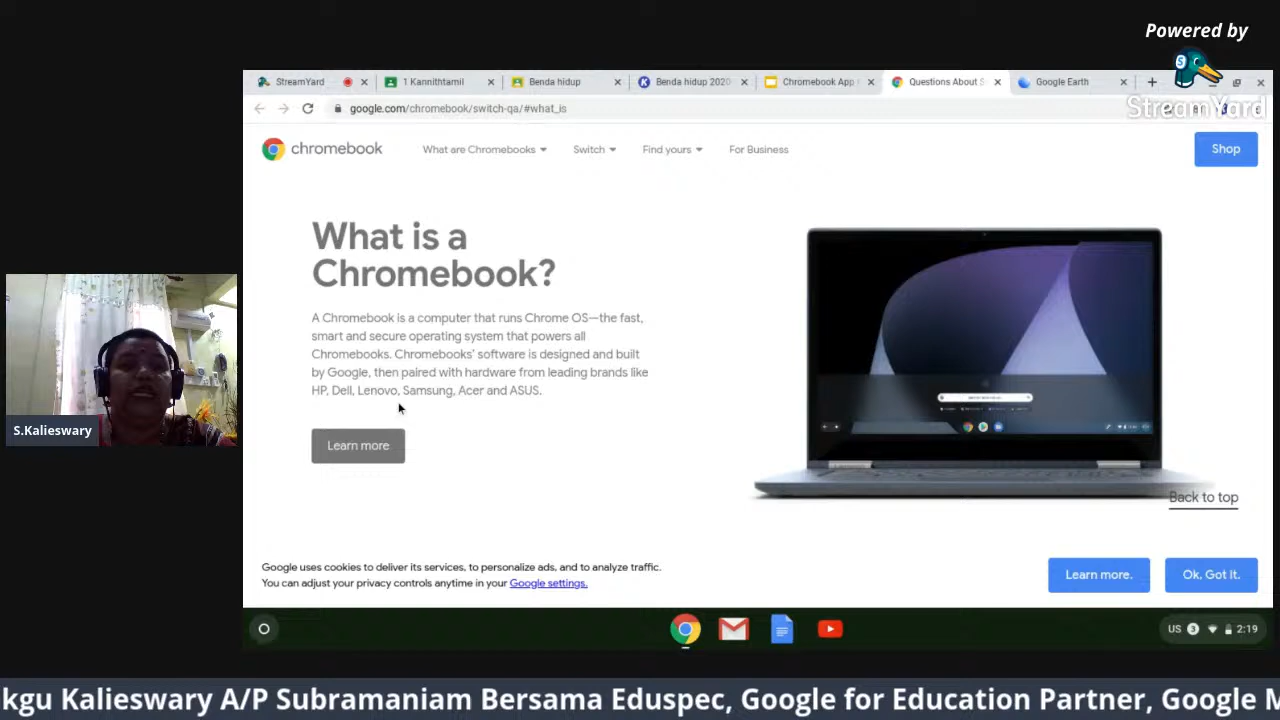 Powered by
StreamYard
StreamYard
1 Kannithtamil
Benda hidup
Benda hidup 2020
Chromebook App
Questions About S
Google Earth
google.com/chromebook/switch-qa/#what_is
chromebook
What are Chromebooks
Switch
Find yours
For Business
Shop
What is a
Chromebook?
A Chromebook is a computer that runs Chrome OS—the fast,
smart and secure operating system that powers all
Chromebooks. Chromebooks' software is designed and built
by Google, then paired with hardware from leading brands like
HP, Dell, Lenovo, Samsung, Acer and ASUS.
Learn more
Back to top
S.Kalieswary
Google uses cookies to deliver its services, to personalize ads, and to analyze traffic.
You can adjust your privacy controls anytime in your Google settings.
Learn more.
Ok, Got It.
US 3 2:19
kgu Kalieswary A/P Subramaniam Bersama Eduspec, Google for Education Partner, Google M